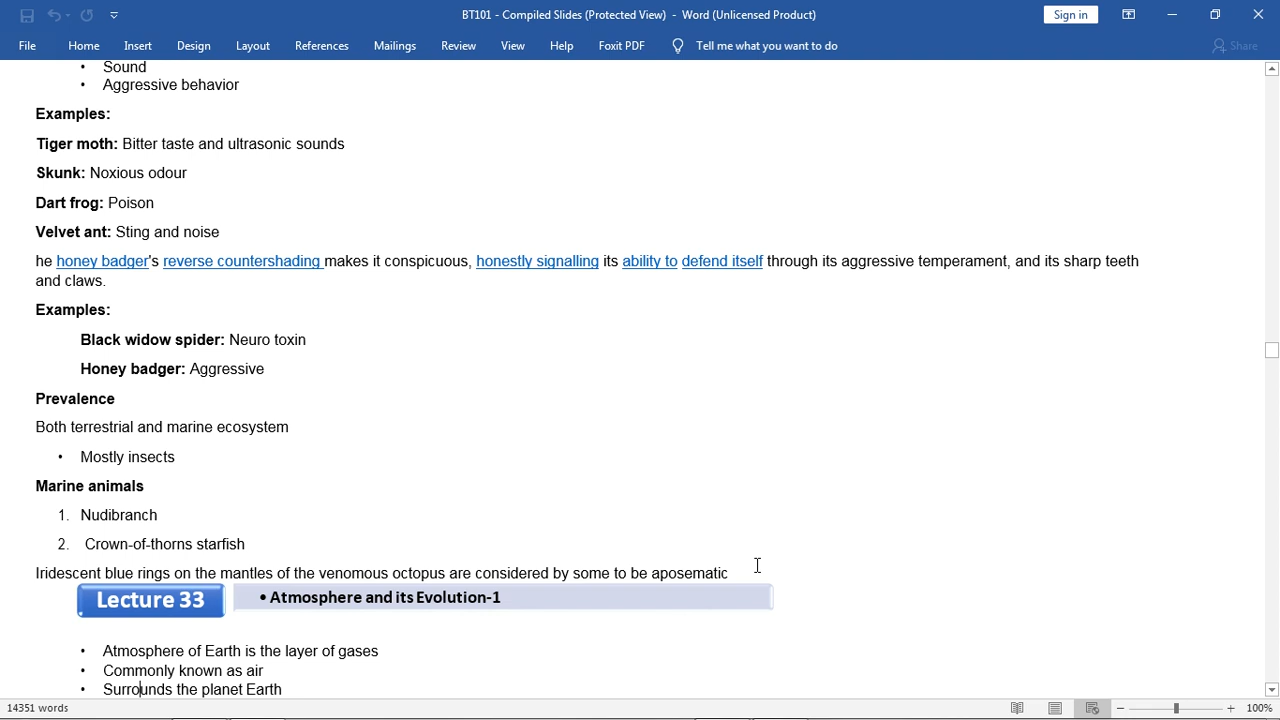 BT101 - Compiled Slides (Protected View) - Word (Unlicensed Product)
Sign in
File Home Insert Design Layout References Mailings Review View Help Foxit PDF Tell me what you want to do Share
• Sound
• Aggressive behavior
Examples:
Tiger moth: Bitter taste and ultrasonic sounds
Skunk: Noxious odour
Dart frog: Poison
Velvet ant: Sting and noise
he honey badger's reverse countershading makes it conspicuous, honestly signalling its ability to defend itself through its aggressive temperament, and its sharp teeth
and claws.
Examples:
Black widow spider: Neuro toxin
Honey badger: Aggressive
Prevalence
Both terrestrial and marine ecosystem
• Mostly insects
Marine animals
1. Nudibranch
2. Crown-of-thorns starfish
Iridescent blue rings on the mantles of the venomous octopus are considered by some to be aposematic
Lecture 33 • Atmosphere and its Evolution-1
• Atmosphere of Earth is the layer of gases
• Commonly known as air
• Surrounds the planet Earth
14351 words
100%